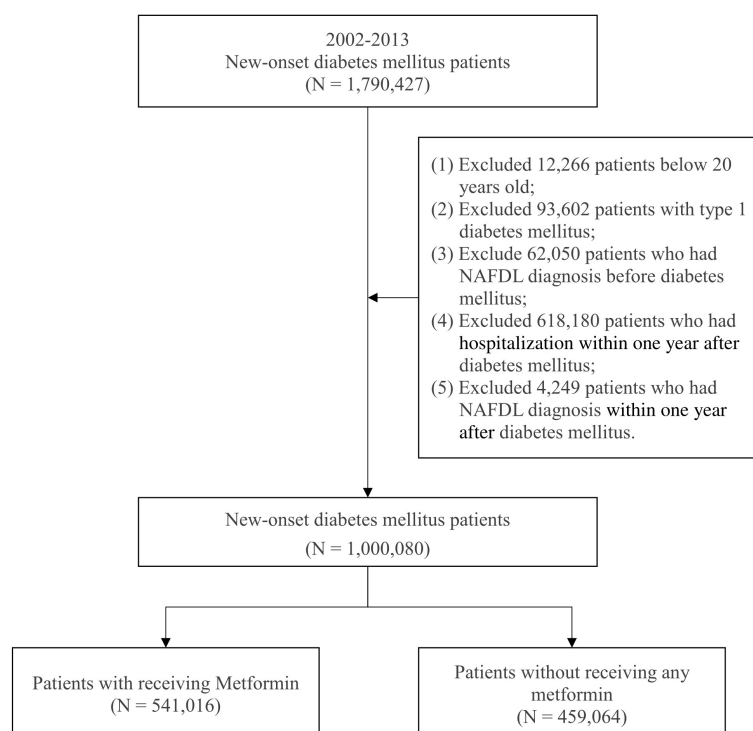 2002-2013
New-onset diabetes mellitus patients
(N = 1,790,427)
(1) Excluded 12,266 patients below 20
years old;
(2) Excluded 93,602 patients with type 1
diabetes mellitus;
(3) Exclude 62,050 patients who had
NAFDL diagnosis before diabetes
mellitus;
(4) Excluded 618,180 patients who had
hospitalization within one year after
diabetes mellitus;
(5) Excluded 4,249 patients who had
NAFDL diagnosis within one year
after diabetes mellitus.
New-onset diabetes mellitus patients
(N = 1,000,080)
Patients with receiving Metformin
(N = 541,016)
Patients without receiving any
metformin
(N = 459,064)